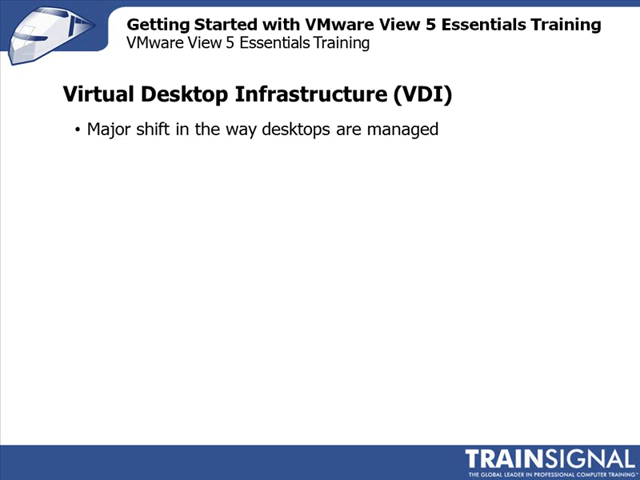 Getting Started with VMware View 5 Essentials Training
VMware View 5 Essentials Training
Virtual Desktop Infrastructure (VDI)
• Major shift in the way desktops are managed
TRAINSIGNAL
THE GLOBAL LEADER IN PROFESSIONAL COMPUTER TRAINING™